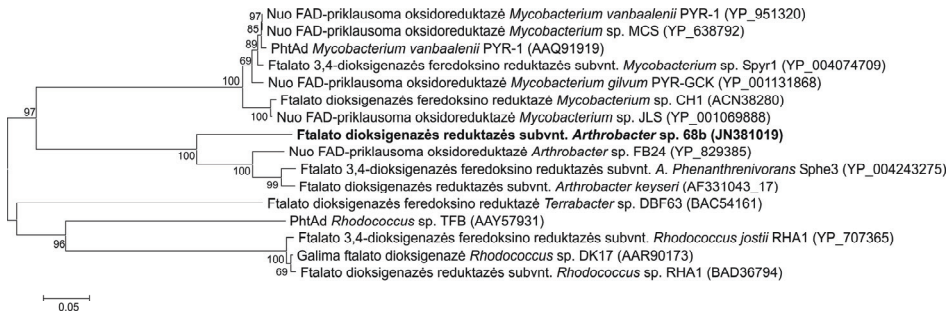 97
Nuo FAD-priklausoma oksidoreduktazė Mycobacterium vanbaalenii PYR-1 (YP_951320)
85
Nuo FAD-priklausoma oksidoreduktazė Mycobacterium sp. MCS (YP_638792)
89
PhtAd Mycobacterium vanbaalenii PYR-1 (AAQ91919)
69
Ftalato 3,4-dioksigenazės feredoksino reduktazės subvnt. Mycobacterium sp. Spyr1 (YP_004074709)
100
Nuo FAD-priklausoma oksidoreduktazė Mycobacterium gilvum PYR-GCK (YP_001131868)
Ftalato dioksigenazės feredoksino reduktazė Mycobacterium sp. CH1 (ACN38280)
97
100
Nuo FAD-priklausoma oksidoreduktazė Mycobacterium sp. JLS (YP_001069888)
Ftalato dioksigenazės reduktazės subvnt. Arthrobacter sp. 68b (JN381019)
100
Nuo FAD-priklausoma oksidoreduktazė Arthrobacter sp. FB24 (YP_829385)
100
Ftalato 3,4-dioksigenazės feredoksino reduktazės subvnt. A. Phenanthrenivorans Sphe3 (YP_004243275)
99
Ftalato dioksigenazės reduktazės subvnt. Arthrobacter keyseri (AF331043_17)
Ftalato dioksigenazės feredoksino reduktazė Terrabacter sp. DBF63 (BAC54161)
PhtAd Rhodococcus sp. TFB (AAY57931)
96
Ftalato 3,4-dioksigenazės feredoksino reduktazės subvnt. Rhodococcus jostii RHA1 (YP_707365)
100
Galima ftalato dioksigenazė Rhodococcus sp. DK17 (AAR90173)
69
Ftalato dioksigenazės reduktazės subvnt. Rhodococcus sp. RHA1 (BAD36794)
0.05